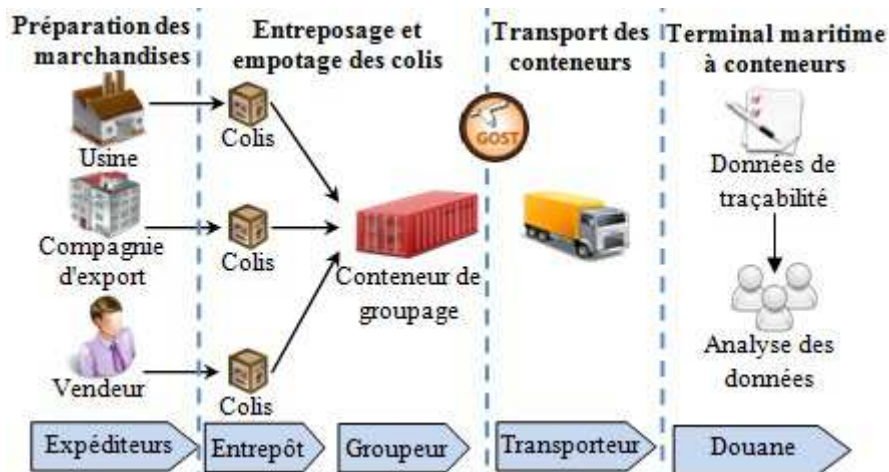 Préparation des
marchandises
Entreposage et
empotage des colis
Transport des
conteneurs
Terminal maritime
à conteneurs
Usine
Colis
GOST
Données de
traçabilité
Compagnie
d'export
Colis
Conteneur de
groupage
Vendeur
Colis
Analyse des
données
Expéditeurs
Entrepôt
Groupeur
Transporteur
Douane